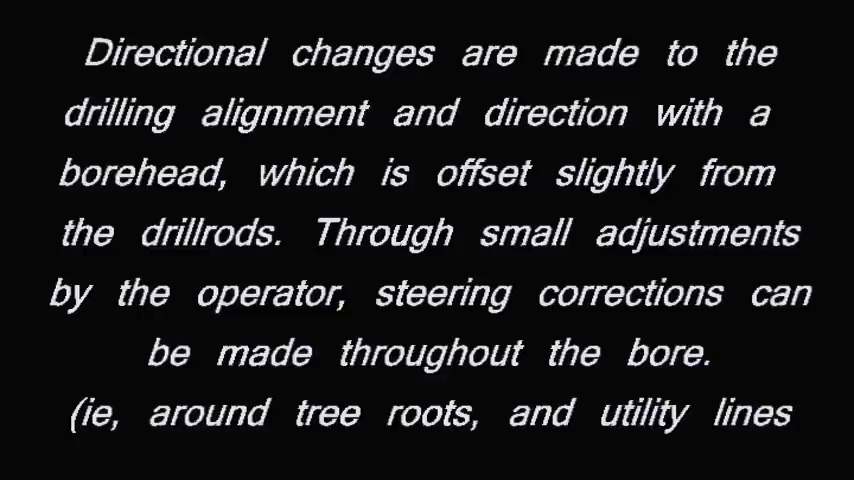 Directional changes are made to the
drilling alignment and direction with a
borehead, which is offset slightly from
the drillrods. Through small adjustments
by the operator, steering corrections can
be made throughout the bore.
(ie, around tree roots, and utility lines